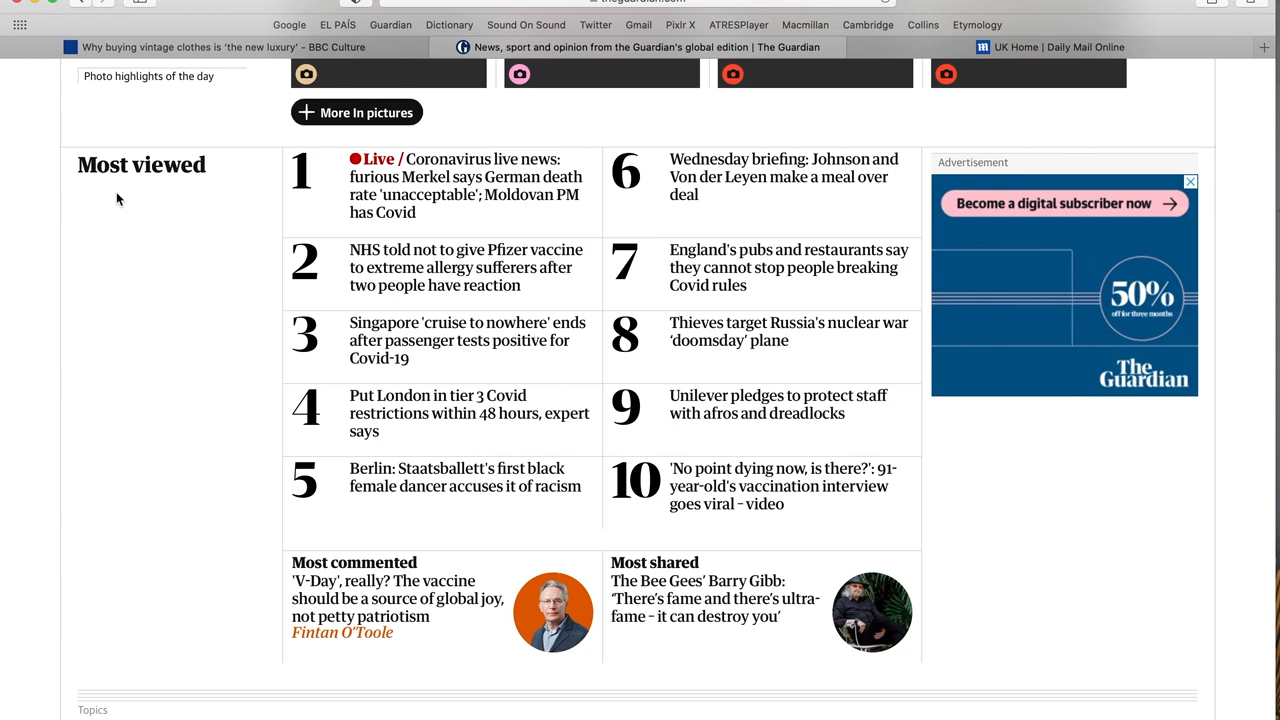 theguardian.com
Google EL PAÍS Guardian Dictionary Sound On Sound Twitter Gmail Pixlr X ATRESPlayer Macmillan Cambridge Collins Etymology
Why buying vintage clothes is ‘the new luxury’ - BBC Culture
News, sport and opinion from the Guardian's global edition | The Guardian
UK Home | Daily Mail Online
Photo highlights of the day
More In pictures
Most viewed
1
Live / Coronavirus live news:
furious Merkel says German death
rate 'unacceptable'; Moldovan PM
has Covid
2
NHS told not to give Pfizer vaccine
to extreme allergy sufferers after
two people have reaction
3
Singapore 'cruise to nowhere' ends
after passenger tests positive for
Covid-19
4
Put London in tier 3 Covid
restrictions within 48 hours, expert
says
5
Berlin: Staatsballett's first black
female dancer accuses it of racism
6
Wednesday briefing: Johnson and
Von der Leyen make a meal over
deal
7
England's pubs and restaurants say
they cannot stop people breaking
Covid rules
8
Thieves target Russia's nuclear war
‘doomsday’ plane
9
Unilever pledges to protect staff
with afros and dreadlocks
10
'No point dying now, is there?': 91-
year-old's vaccination interview
goes viral – video
Most commented
'V-Day', really? The vaccine
should be a source of global joy,
not petty patriotism
Fintan O’Toole
Most shared
The Bee Gees’ Barry Gibb:
‘There’s fame and there’s ultra-
fame – it can destroy you’
Advertisement
Become a digital subscriber now
50%
off for three months
The
Guardian
Topics